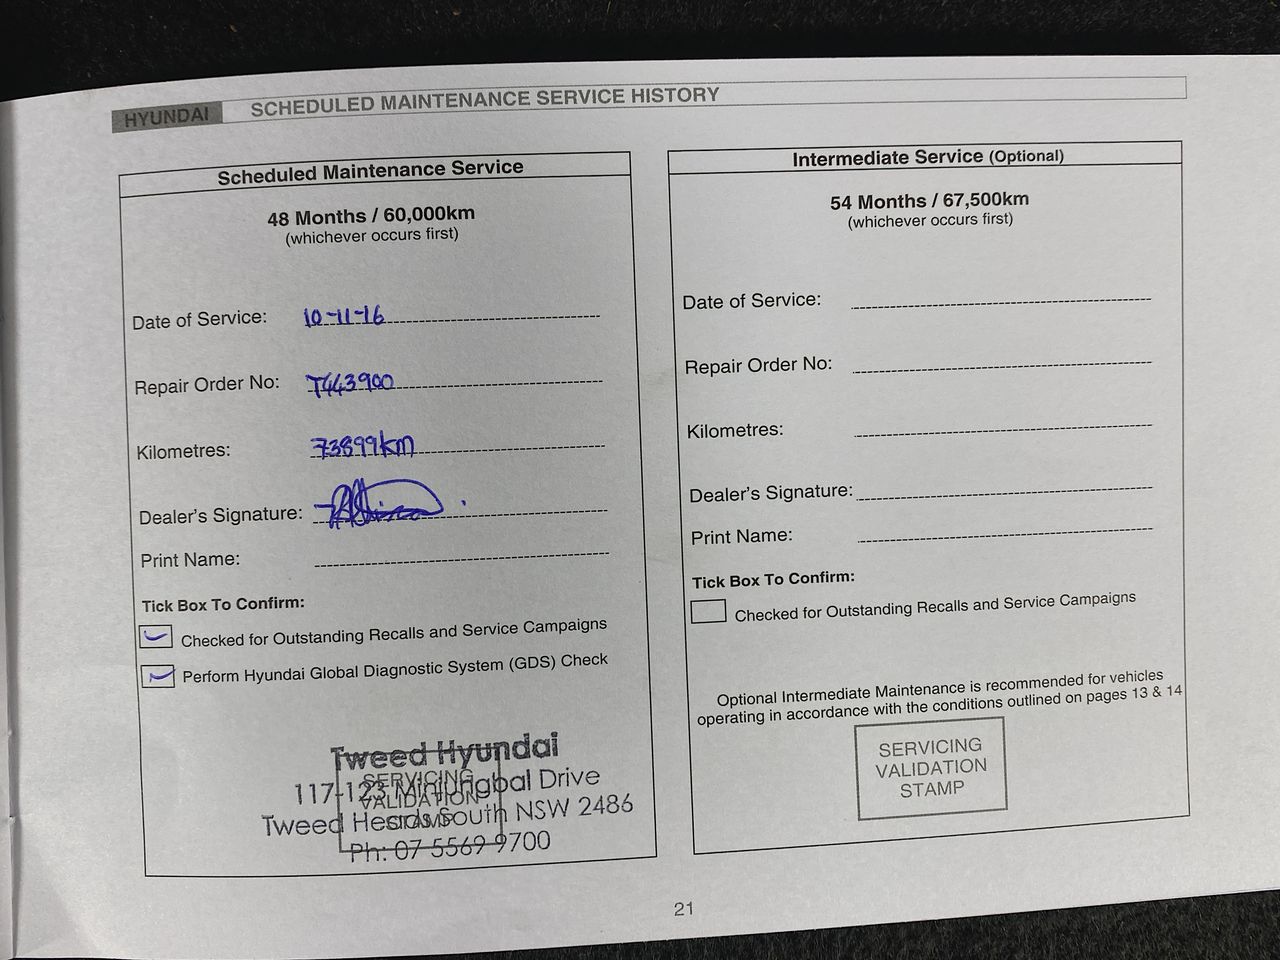 HYUNDAI SCHEDULED MAINTENANCE SERVICE HISTORY
Scheduled Maintenance Service
48 Months / 60,000km
(whichever occurs first)
Date of Service: 10-11-16
Repair Order No: T443900
Kilometres: 73899km
Dealer's Signature:
Print Name:
Tick Box To Confirm:
Checked for Outstanding Recalls and Service Campaigns
Perform Hyundai Global Diagnostic System (GDS) Check
Tweed Hyundai
117-123 Minjungbal Drive
Tweed Heads South NSW 2486
Ph: 07 5569 9700
SERVICING
VALIDATION
STAMP
Intermediate Service (Optional)
54 Months / 67,500km
(whichever occurs first)
Date of Service:
Repair Order No:
Kilometres:
Dealer's Signature:
Print Name:
Tick Box To Confirm:
Checked for Outstanding Recalls and Service Campaigns
Optional Intermediate Maintenance is recommended for vehicles
operating in accordance with the conditions outlined on pages 13 & 14
SERVICING
VALIDATION
STAMP
21